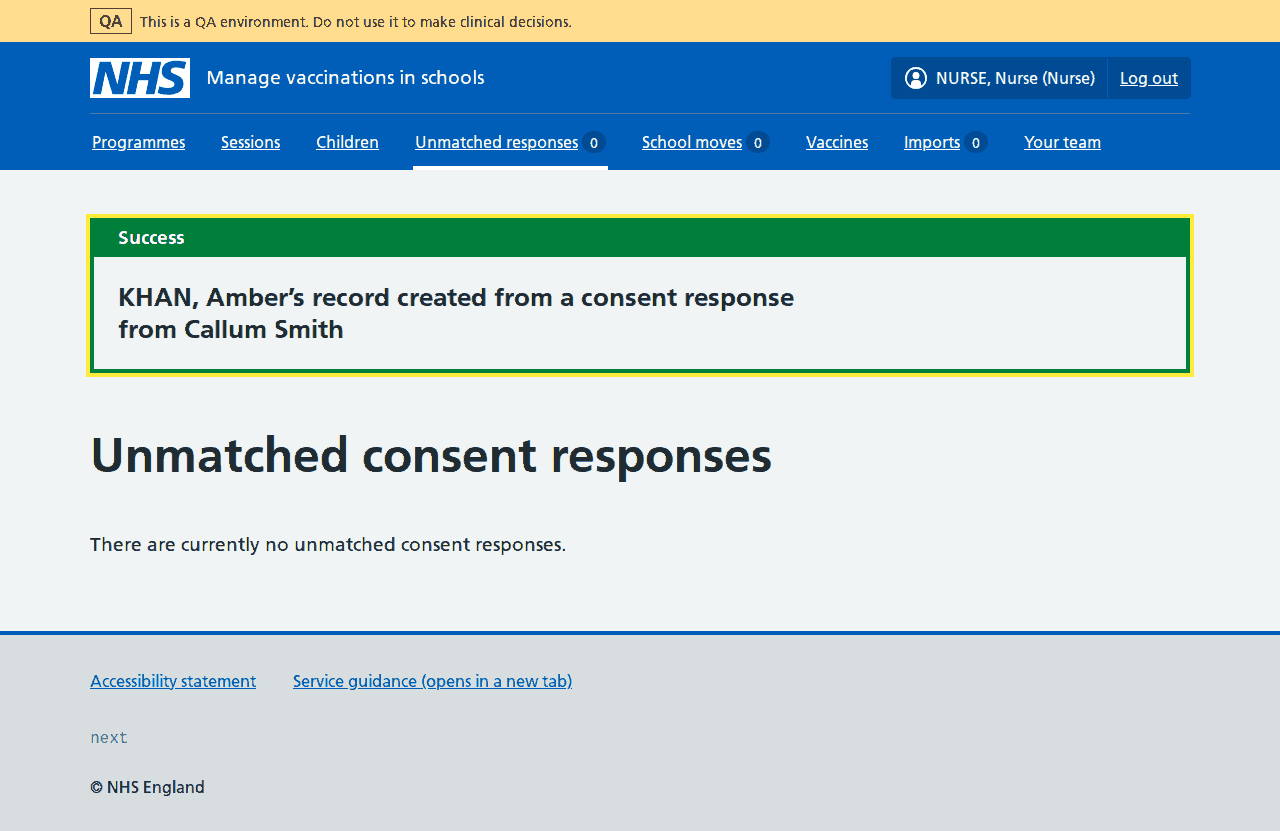 QA This is a QA environment. Do not use it to make clinical decisions.
NHS Manage vaccinations in schools NURSE, Nurse (Nurse) Log out
Programmes Sessions Children Unmatched responses 0 School moves 0 Vaccines Imports 0 Your team
Success
KHAN, Amber’s record created from a consent response
from Callum Smith
Unmatched consent responses
There are currently no unmatched consent responses.
Accessibility statement Service guidance (opens in a new tab)
next
© NHS England